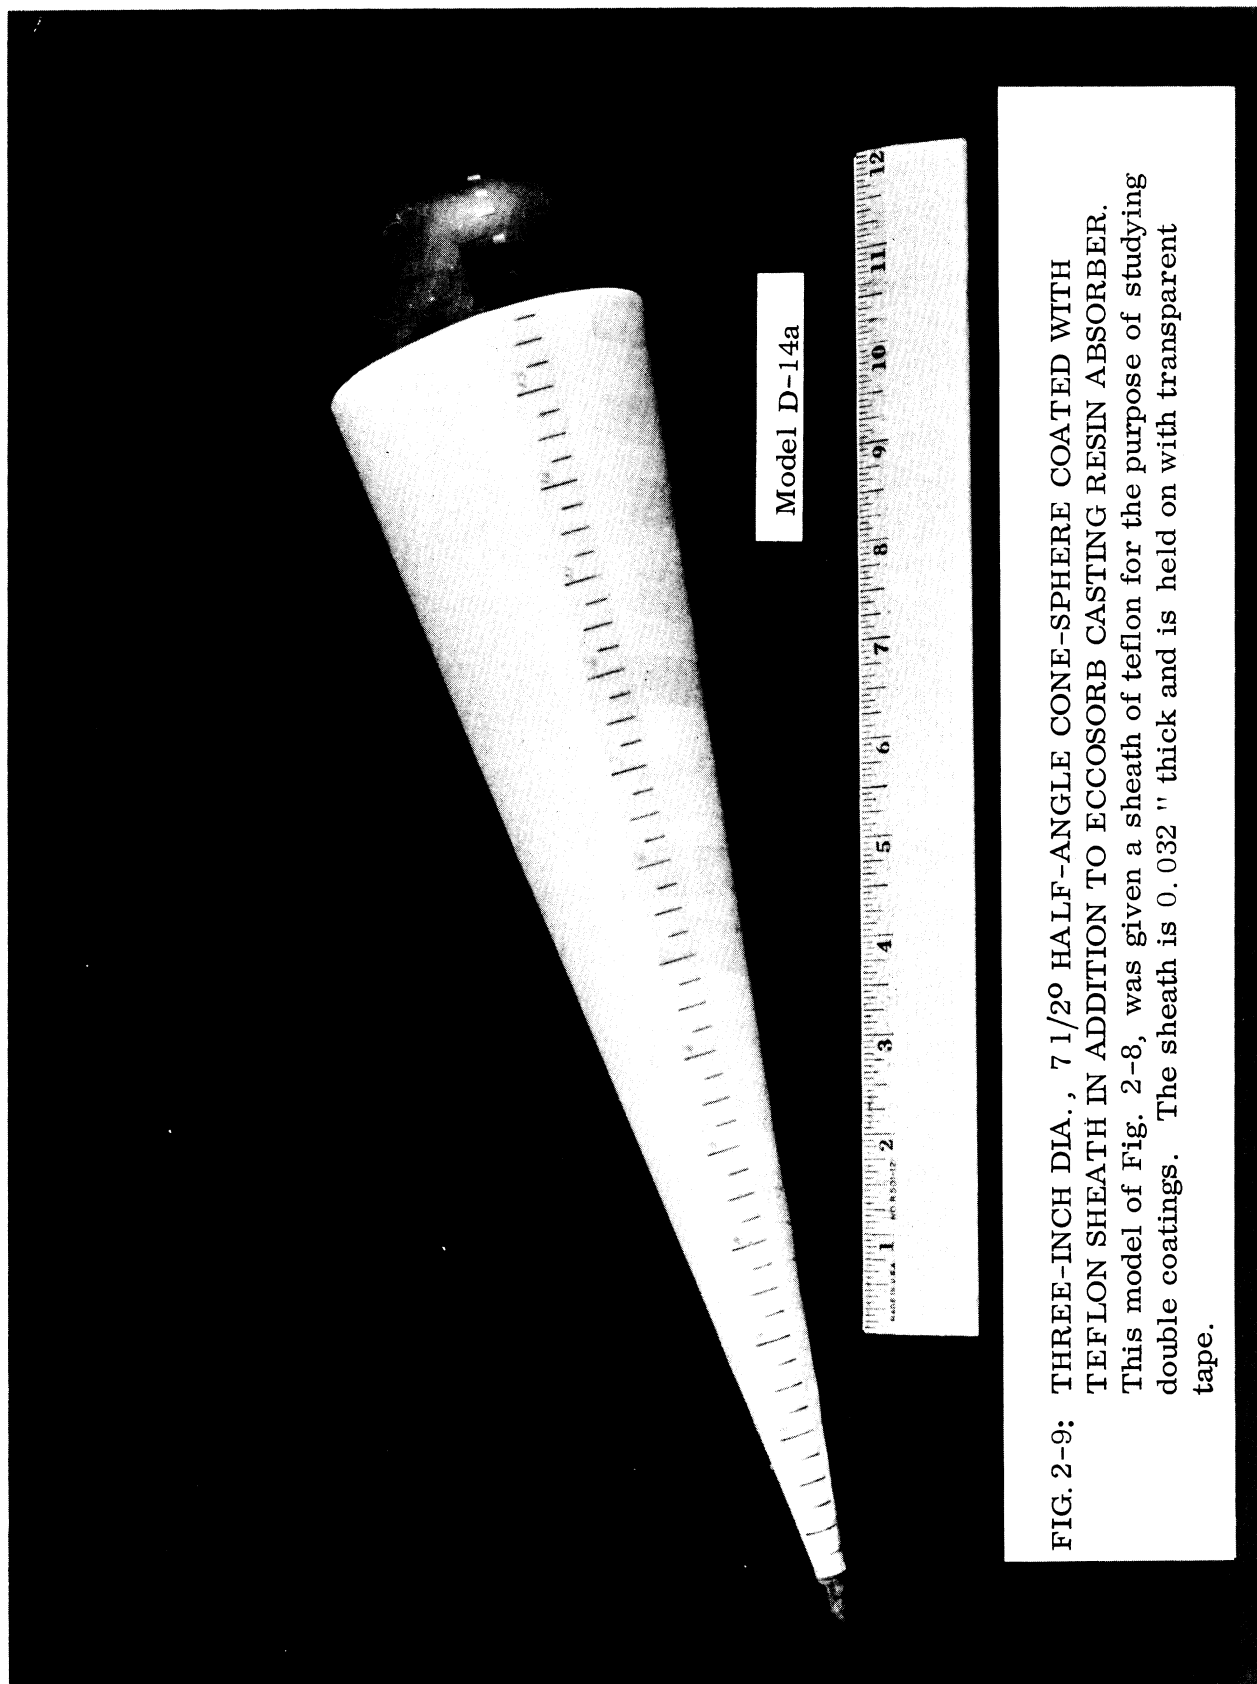 Model D-14a
1 2 3 4 5 6 7 8 9 10 11 12
MADE IN U.S.A.
FIG. 2-9: THREE-INCH DIA., 7 1/2° HALF-ANGLE CONE-SPHERE COATED WITH
TEFLON SHEATH IN ADDITION TO ECCOSORB CASTING RESIN ABSORBER.
This model of Fig. 2-8, was given a sheath of teflon for the purpose of studying
double coatings. The sheath is 0.032 " thick and is held on with transparent
tape.